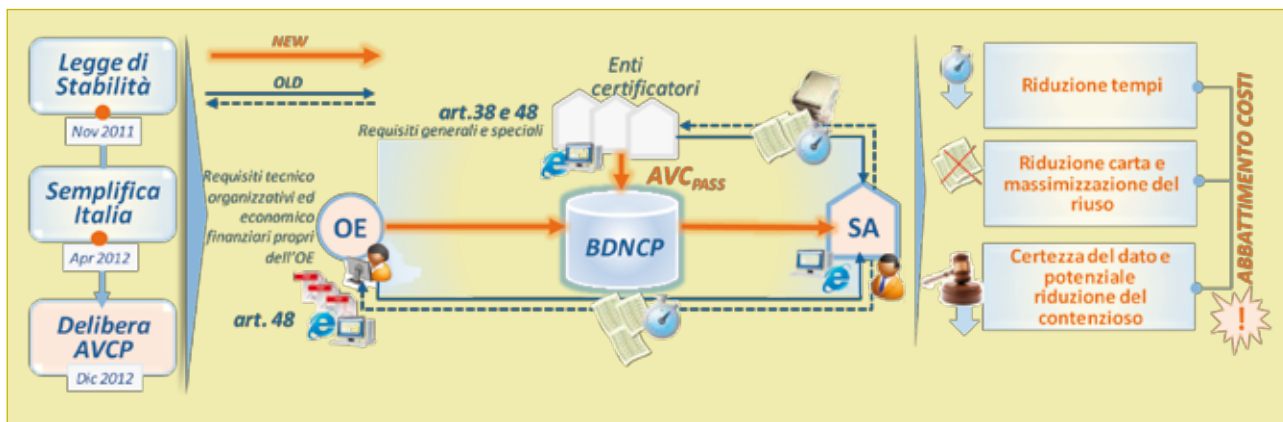 Legge di
Stabilità
Nov 2011
Semplifica
Italia
Apr 2012
Delibera
AVCP
Dic 2012
NEW
OLD
Enti
certificatori
art.38 e 48
Requisiti generali e speciali
Requisiti tecnico
organizzativi ed
economico
finanziari propri
dell'OE
OE
AVCPASS
BDNCP
SA
art. 48
Riduzione tempi
Riduzione carta e
massimizzazione del
riuso
Certezza del dato e
potenziale
riduzione del
contenzioso
ABBATTIMENTO COSTI
!